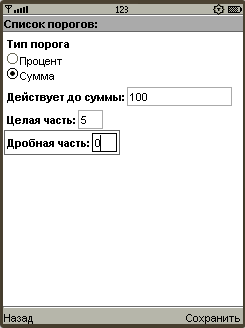 123
Список порогов:
Тип порога
Процент
Сумма
Действует до суммы: 100
Целая часть: 5
Дробная часть: 0
Назад Сохранить